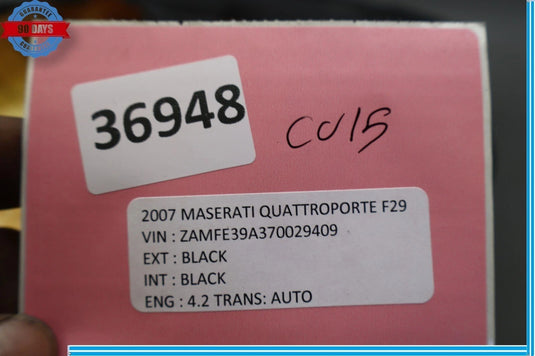 GUARANTEE
90 DAYS
36948
CU15
2007 MASERATI QUATTROPORTE F29
VIN : ZAMFE39A370029409
EXT : BLACK
INT : BLACK
ENG : 4.2 TRANS: AUTO